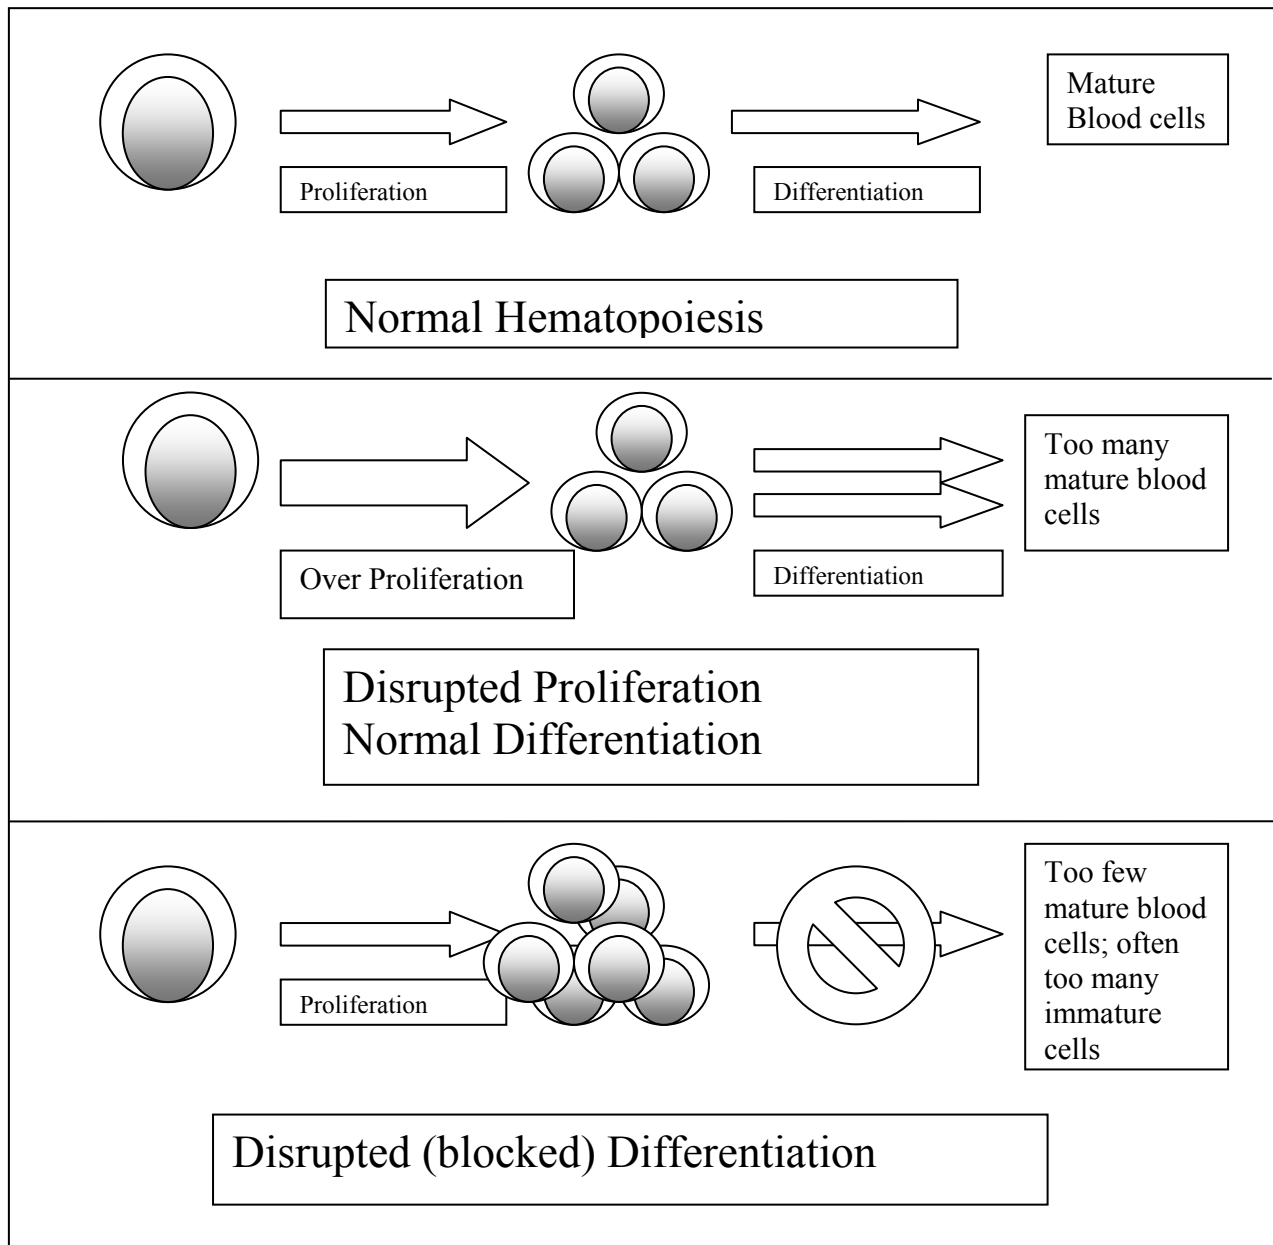 Mature
Blood cells
Proliferation
Differentiation
Normal Hematopoiesis
Too many
mature blood
cells
Over Proliferation
Differentiation
Disrupted Proliferation
Normal Differentiation
Too few
mature blood
cells; often
too many
immature
cells
Proliferation
Disrupted (blocked) Differentiation